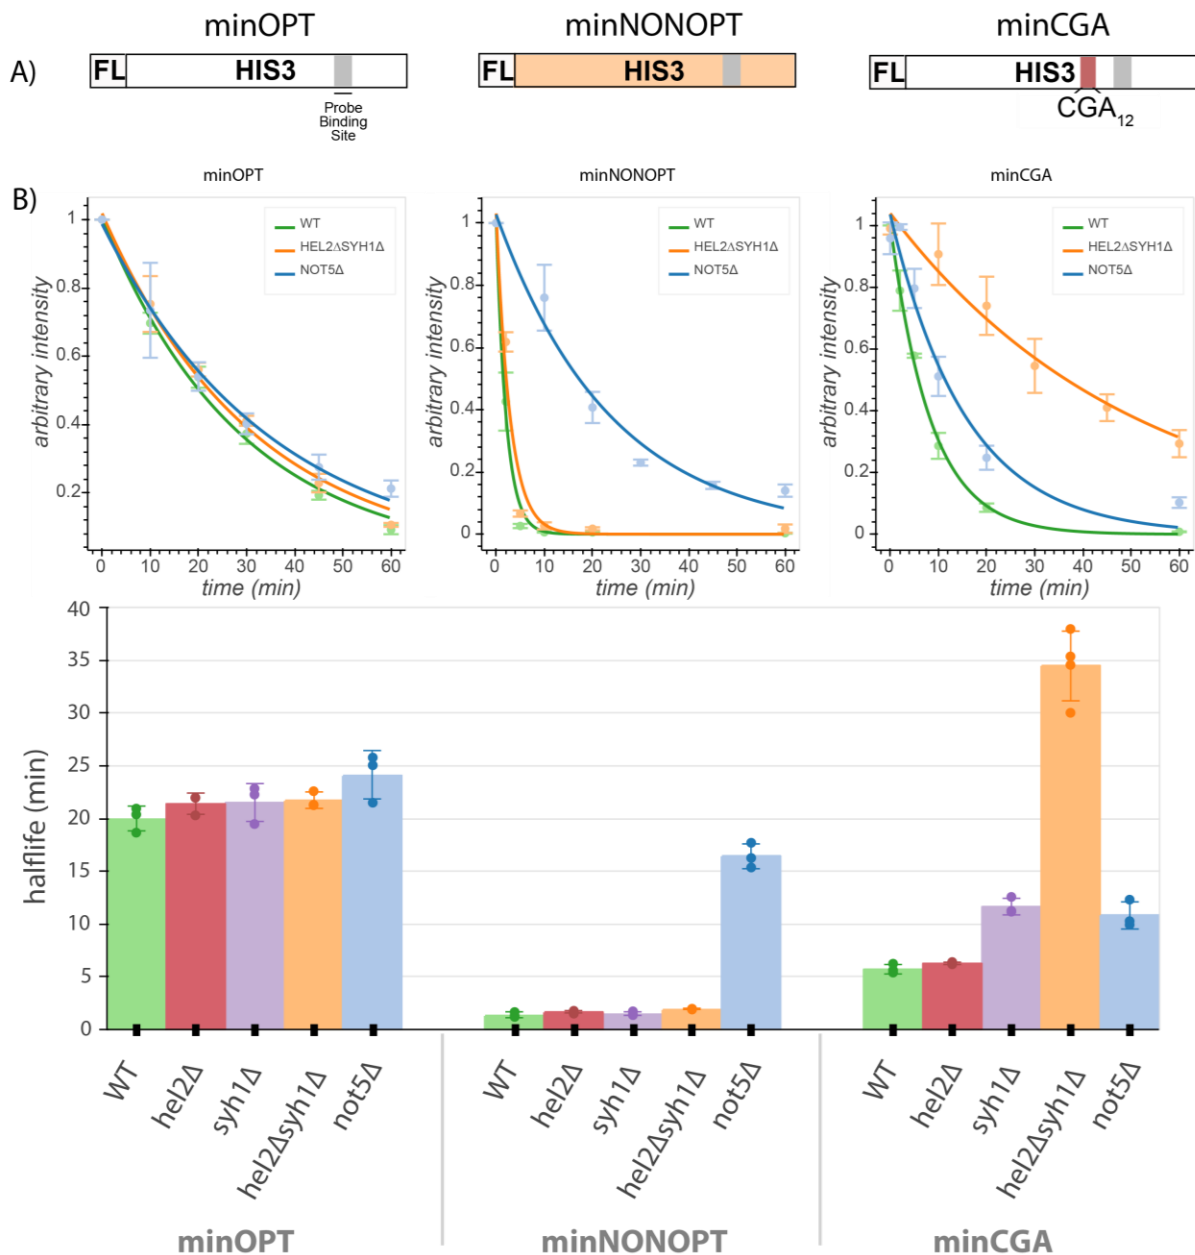 minOPT
minNONOPT
minCGA
A)
FL
HIS3
Probe
Binding
Site
FL
HIS3
FL
HIS3
CGA12
B)
minOPT
arbitrary intensity
1
0.8
0.6
0.4
0.2
0 10 20 30 40 50 60
time (min)
WT
HEL2ΔSYH1Δ
NOT5Δ
minNONOPT
arbitrary intensity
1
0.8
0.6
0.4
0.2
0
0 10 20 30 40 50 60
time (min)
WT
HEL2ΔSYH1Δ
NOT5Δ
minCGA
arbitrary intensity
1
0.8
0.6
0.4
0.2
0
0 10 20 30 40 50 60
time (min)
WT
HEL2ΔSYH1Δ
NOT5Δ
halflife (min)
40
35
30
25
20
15
10
5
0
WT
hel2Δ
syh1Δ
hel2Δsyh1Δ
not5Δ
WT
hel2Δ
syh1Δ
hel2Δsyh1Δ
not5Δ
WT
hel2Δ
syh1Δ
hel2Δsyh1Δ
not5Δ
minOPT
minNONOPT
minCGA